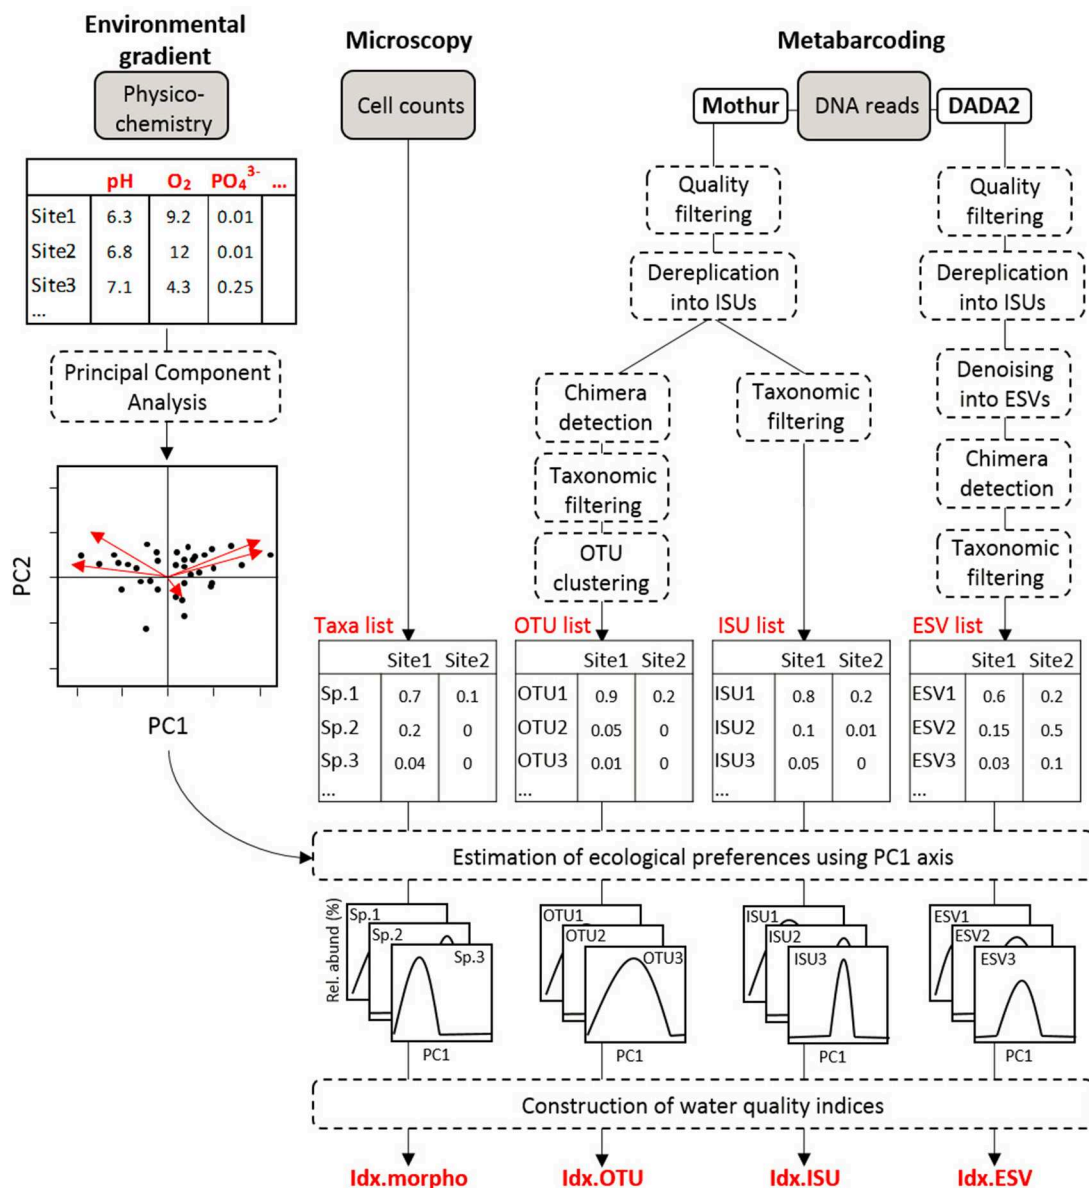 Environmental
gradient
Physico-
chemistry
pH O₂ PO₄³⁻ ...
Site1 6.3 9.2 0.01
Site2 6.8 12 0.01
Site3 7.1 4.3 0.25
...
Principal Component
Analysis
PC2
PC1
Microscopy
Cell counts
Metabarcoding
Mothur DNA reads DADA2
Quality
filtering
Dereplication
into ISUs
Chimera
detection
Taxonomic
filtering
OTU
clustering
Taxonomic
filtering
Quality
filtering
Dereplication
into ISUs
Denoising
into ESVs
Chimera
detection
Taxonomic
filtering
Taxa list
Site1 Site2
Sp.1 0.7 0.1
Sp.2 0.2 0
Sp.3 0.04 0
...
OTU list
Site1 Site2
OTU1 0.9 0.2
OTU2 0.05 0
OTU3 0.01 0
...
ISU list
Site1 Site2
ISU1 0.8 0.2
ISU2 0.1 0.01
ISU3 0.05 0
...
ESV list
Site1 Site2
ESV1 0.6 0.2
ESV2 0.15 0.5
ESV3 0.03 0.1
...
Estimation of ecological preferences using PC1 axis
Rel. abund (%)
Sp.1
Sp.2
Sp.3
PC1
OTU1
OTU2
OTU3
PC1
ISU1
ISU2
ISU3
PC1
ESV1
ESV2
ESV3
PC1
Construction of water quality indices
Idx.morpho Idx.OTU Idx.ISU Idx.ESV